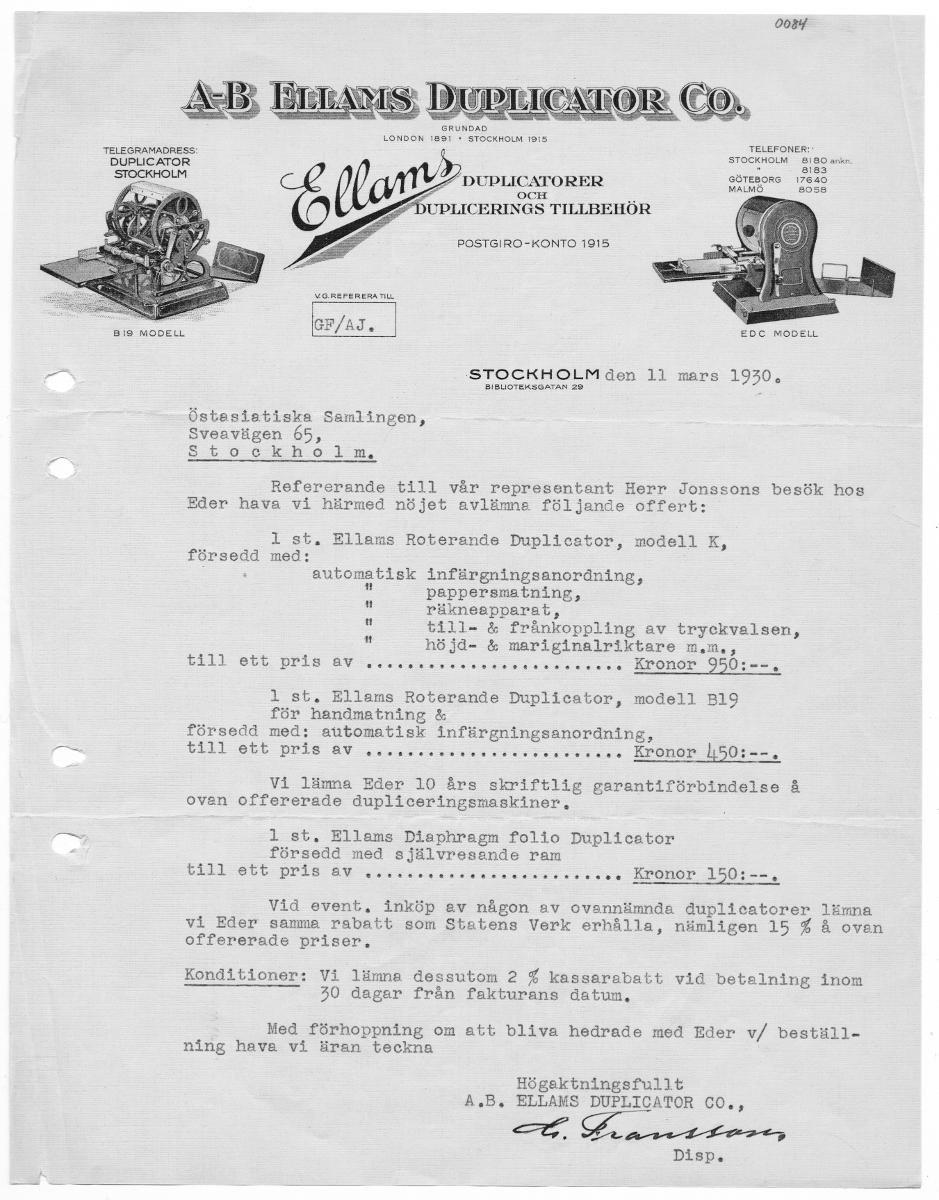 0084
A-B ELLAMS DUPLICATOR CO.
GRUNDAD
LONDON 1891 • STOCKHOLM 1915
TELEGRAMADRESS:
DUPLICATOR
STOCKHOLM
Ellams
DUPLICATORER
OCH
DUPLICERINGS TILLBEHÖR
POSTGIRO-KONTO 1915
TELEFONER:
STOCKHOLM 8180 ankn.
" 8183
GÖTEBORG 17640
MALMÖ 8058
B19 MODELL
EDC MODELL
V.G. REFERERA TILL
GF/AJ.
STOCKHOLM den 11 mars 1930.
BIBLIOTEKSGATAN 29
Östasiatiska Samlingen,
Sveavägen 65,
S t o c k h o l m.
Refererande till vår representant Herr Jonssons besök hos
Eder hava vi härmed nöjet avlämna följande offert:
1 st. Ellams Roterande Duplicator, modell K,
försedd med:
automatisk infärgningsanordning,
" pappersmatning,
" räkneapparat,
" till- & frånkoppling av tryckvalsen,
" höjd- & mariginalriktare m.m.,
till ett pris av ........................ Kronor 950:--.
1 st. Ellams Roterande Duplicator, modell B19
för handmatning &
försedd med: automatisk infärgningsanordning,
till ett pris av ........................ Kronor 450:--.
Vi lämna Eder 10 års skriftlig garantiförbindelse å
ovan offererade dupliceringsmaskiner.
1 st. Ellams Diaphragm folio Duplicator
försedd med självresande ram
till ett pris av ........................ Kronor 150:--.
Vid event. inköp av någon av ovannämnda duplicatorer lämna
vi Eder samma rabatt som Statens Verk erhålla, nämligen 15 % å ovan
offererade priser.
Konditioner: Vi lämna dessutom 2 % kassarabatt vid betalning inom
30 dagar från fakturans datum.
Med förhoppning om att bliva hedrade med Eder v/ beställ-
ning hava vi äran teckna
Högaktningsfullt
A.B. ELLAMS DUPLICATOR CO.,
G. Fransson
Disp.